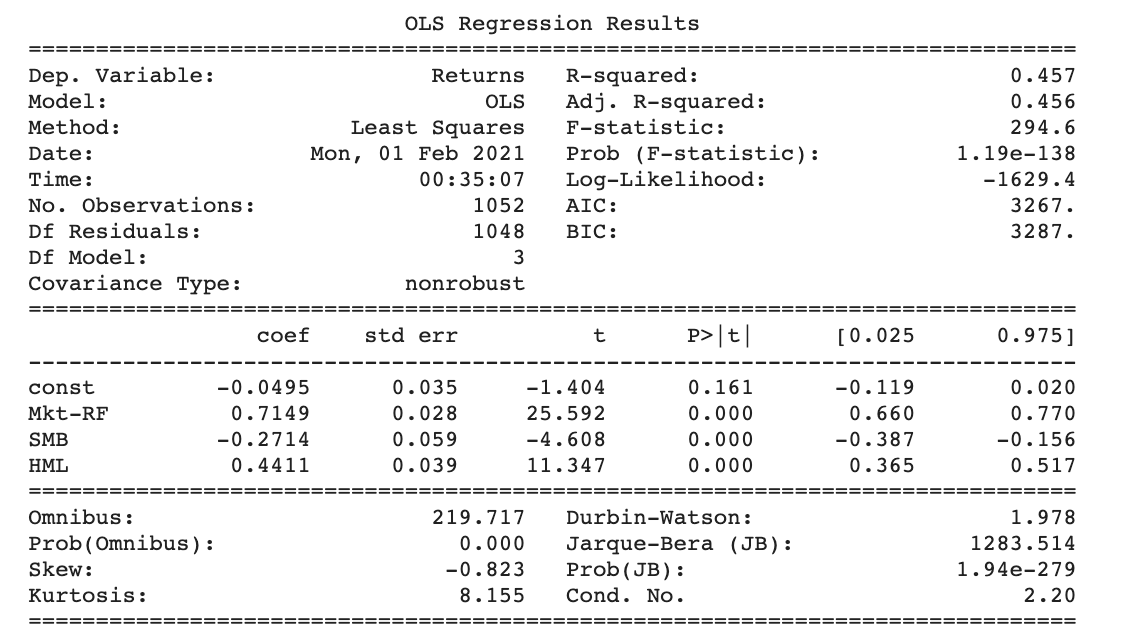 OLS Regression Results
==============================================================================
Dep. Variable: Returns R-squared: 0.457
Model: OLS Adj. R-squared: 0.456
Method: Least Squares F-statistic: 294.6
Date: Mon, 01 Feb 2021 Prob (F-statistic): 1.19e-138
Time: 00:35:07 Log-Likelihood: -1629.4
No. Observations: 1052 AIC: 3267.
Df Residuals: 1048 BIC: 3287.
Df Model: 3
Covariance Type: nonrobust
==============================================================================
coef std err t P>|t| [0.025 0.975]
------------------------------------------------------------------------------
const -0.0495 0.035 -1.404 0.161 -0.119 0.020
Mkt-RF 0.7149 0.028 25.592 0.000 0.660 0.770
SMB -0.2714 0.059 -4.608 0.000 -0.387 -0.156
HML 0.4411 0.039 11.347 0.000 0.365 0.517
==============================================================================
Omnibus: 219.717 Durbin-Watson: 1.978
Prob(Omnibus): 0.000 Jarque-Bera (JB): 1283.514
Skew: -0.823 Prob(JB): 1.94e-279
Kurtosis: 8.155 Cond. No. 2.20
==============================================================================